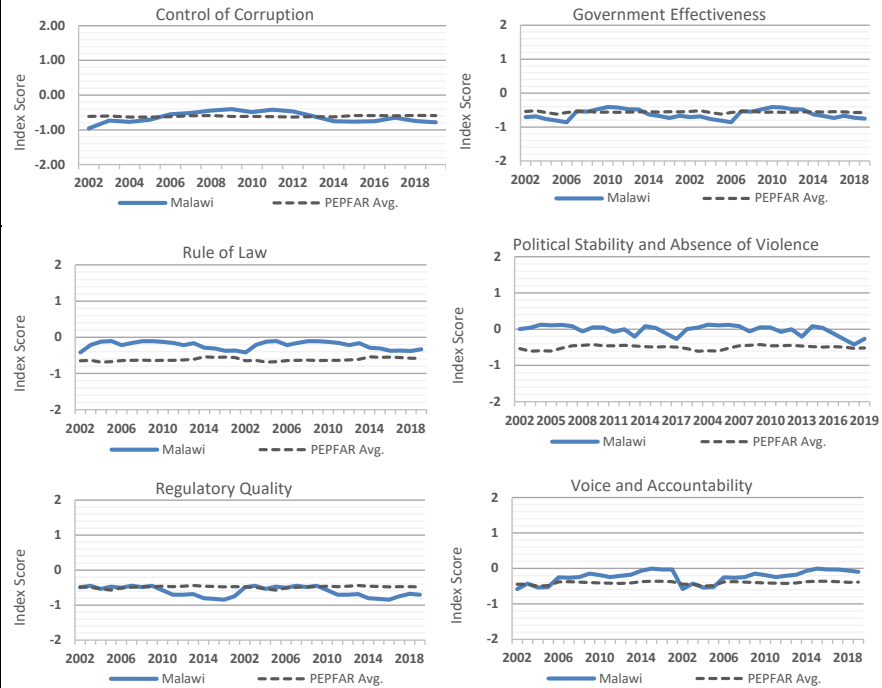 Control of Corruption
2.00
1.00
0.00
-1.00
-2.00
Index Score
2002 2004 2006 2008 2010 2012 2014 2016 2018
Malawi PEPFAR Avg.
Government Effectiveness
2
1
0
-1
-2
Index Score
2002 2006 2010 2014 2002 2006 2010 2014 2018
Malawi PEPFAR Avg.
Rule of Law
2
1
0
-1
-2
Index Score
2002 2006 2010 2014 2002 2006 2010 2014 2018
Malawi PEPFAR Avg.
Political Stability and Absence of Violence
2
1
0
-1
-2
Index Score
2002 2005 2008 2011 2014 2017 2004 2007 2010 2013 2016 2019
Malawi PEPFAR Avg.
Regulatory Quality
2
1
0
-1
-2
Index Score
2002 2006 2010 2014 2002 2006 2010 2014 2018
Malawi PEPFAR Avg.
Voice and Accountability
2
1
0
-1
-2
Index Score
2002 2006 2010 2014 2002 2006 2010 2014 2018
Malawi PEPFAR Avg.